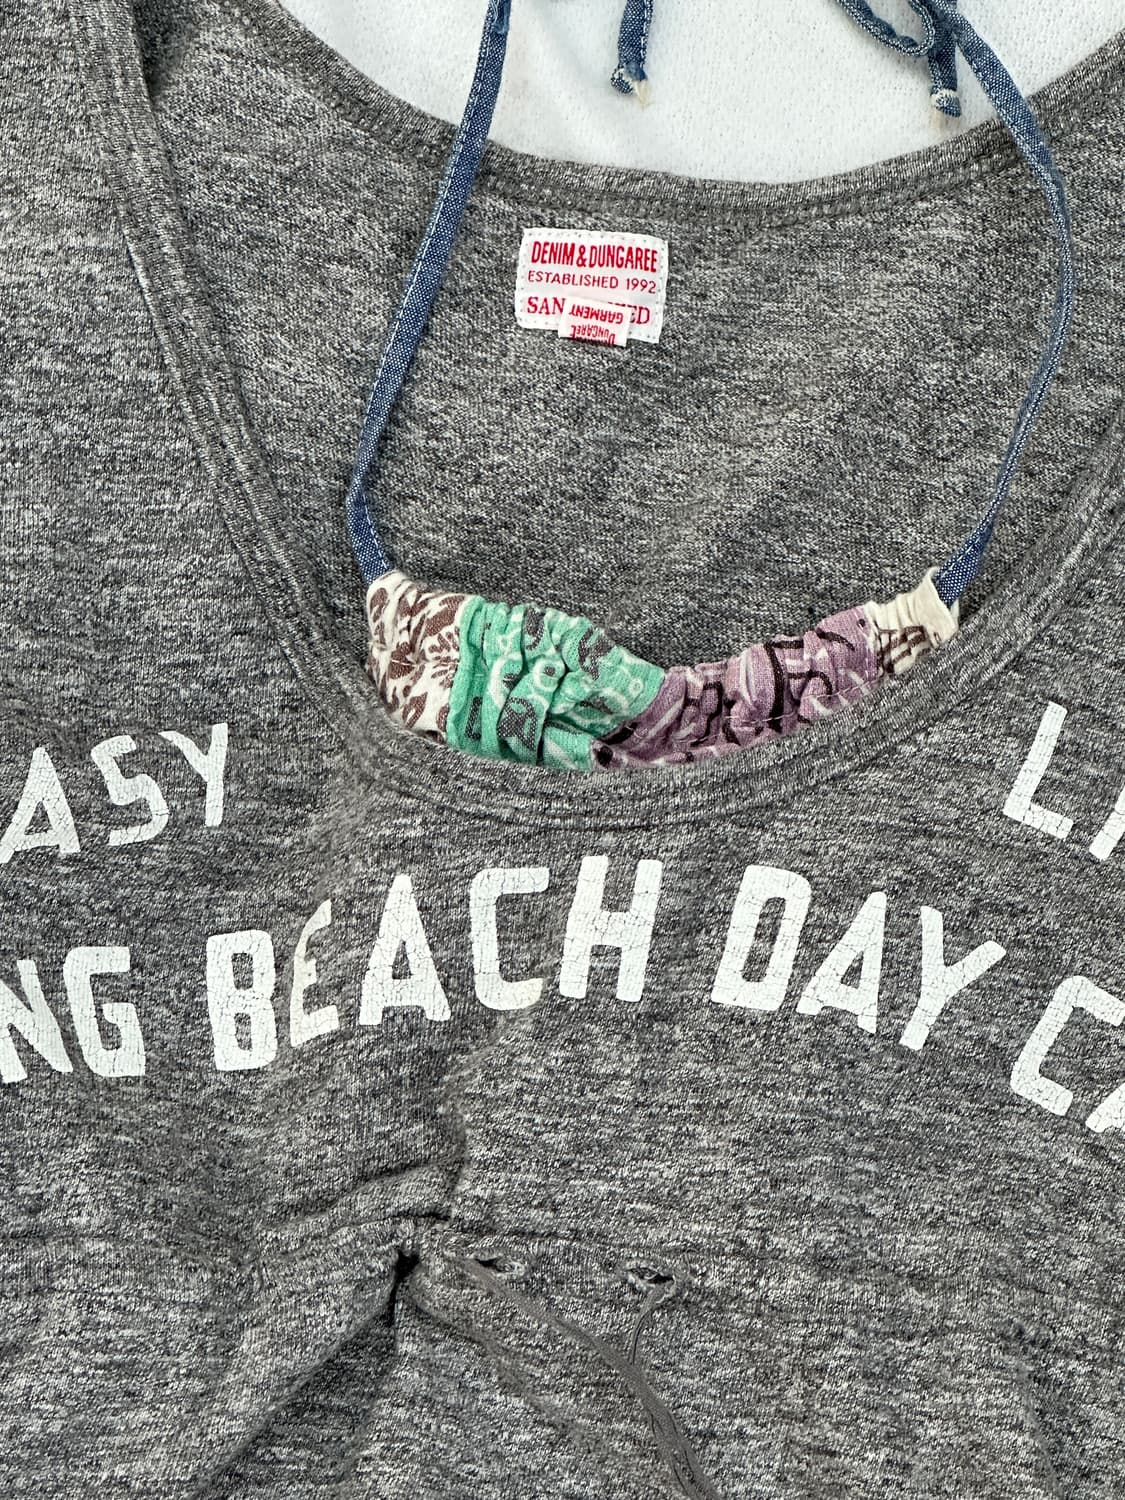 DENIM & DUNGAREE
ESTABLISHED 1992
SAN ED
GARMENT
DUNGAREE
ASY LI
NG BEACH DAY CA